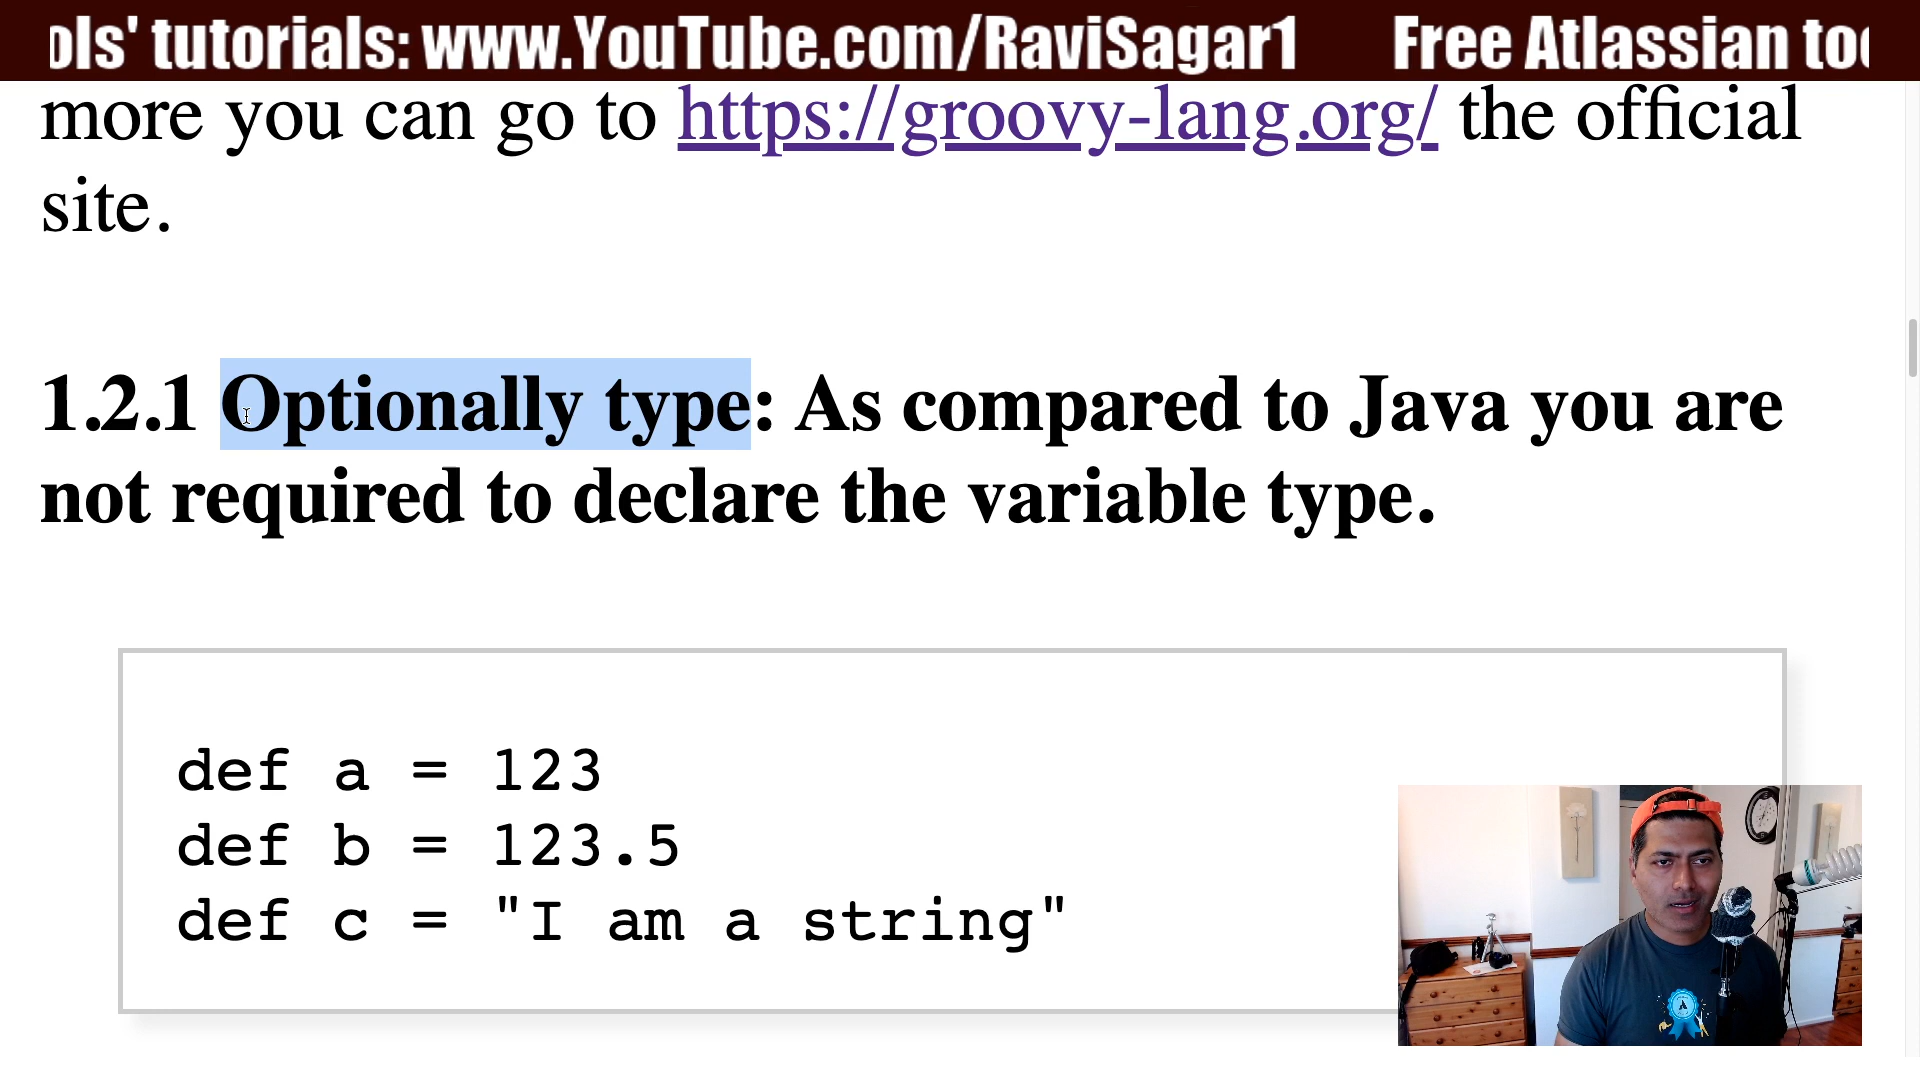 ols' tutorials: www.YouTube.com/RaviSagar1 Free Atlassian too
more you can go to https://groovy-lang.org/ the official
site.
1.2.1 Optionally type: As compared to Java you are
not required to declare the variable type.
def a = 123
def b = 123.5
def c = "I am a string"